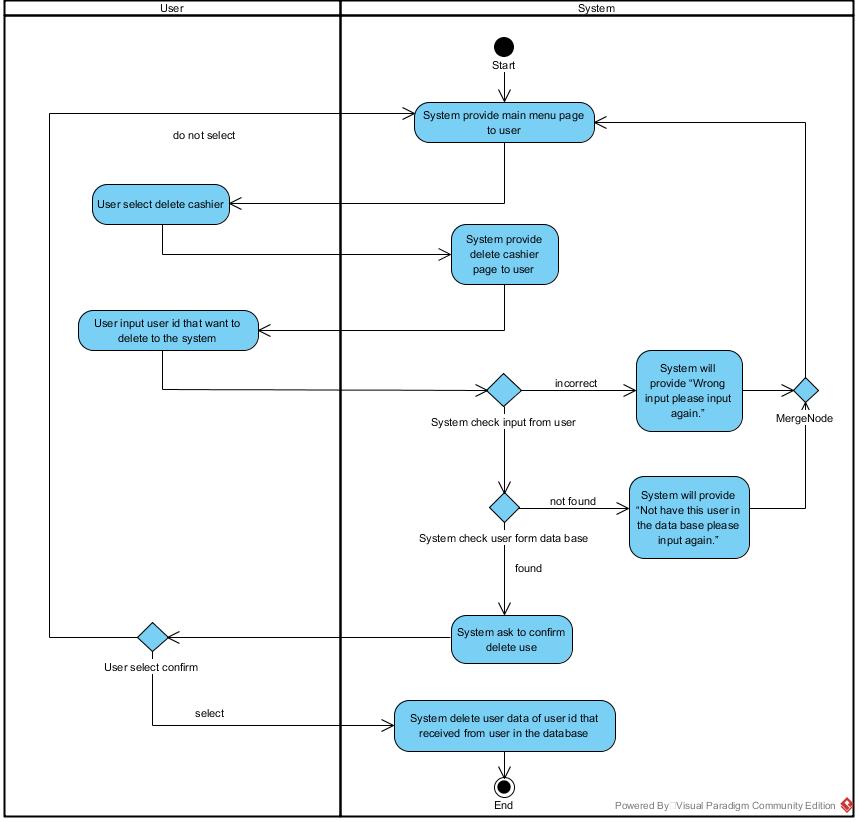 User
System
Start
System provide main menu page
to user
do not select
User select delete cashier
System provide
delete cashier
page to user
User input user id that want to
delete to the system
incorrect
System will
provide “Wrong
input please input
again.”
MergeNode
System check input from user
not found
System will provide
“Not have this user in
the data base please
input again.”
System check user form data base
found
System ask to confirm
delete use
User select confirm
select
System delete user data of user id that
received from user in the database
End
Powered By Visual Paradigm Community Edition